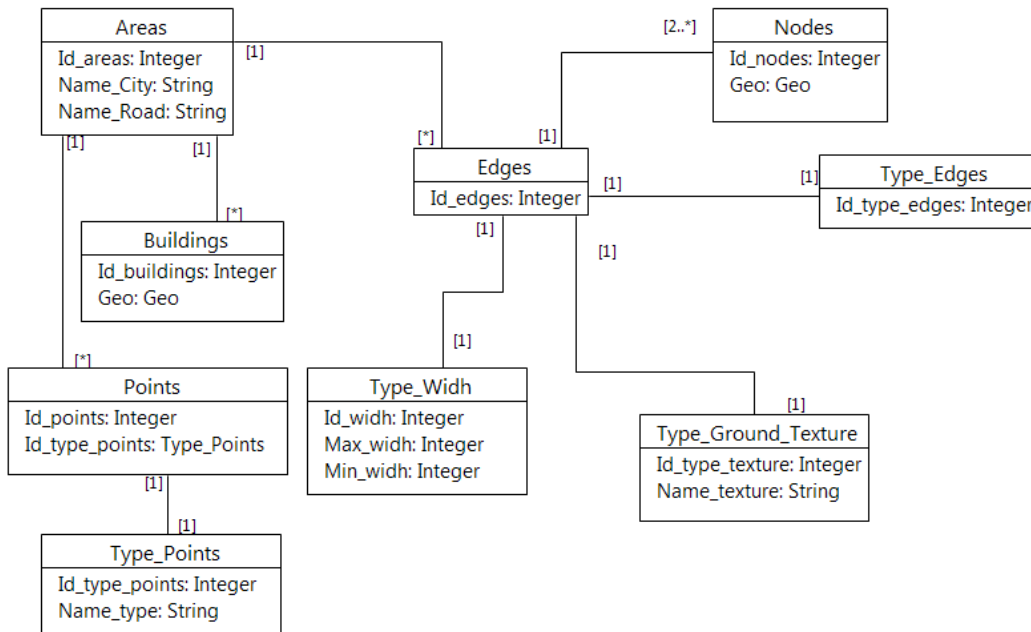 Areas
Id_areas: Integer
Name_City: String
Name_Road: String
[1]
[1]
[1]
[2..*]
Nodes
Id_nodes: Integer
Geo: Geo
[*]
[1]
Edges
Id_edges: Integer
[1]
[1]
[1]
[1]
Type_Edges
Id_type_edges: Integer
[*]
Buildings
Id_buildings: Integer
Geo: Geo
[*]
Points
Id_points: Integer
Id_type_points: Type_Points
[1]
[1]
Type_Widh
Id_widh: Integer
Max_widh: Integer
Min_widh: Integer
[1]
Type_Ground_Texture
Id_type_texture: Integer
Name_texture: String
[1]
Type_Points
Id_type_points: Integer
Name_type: String